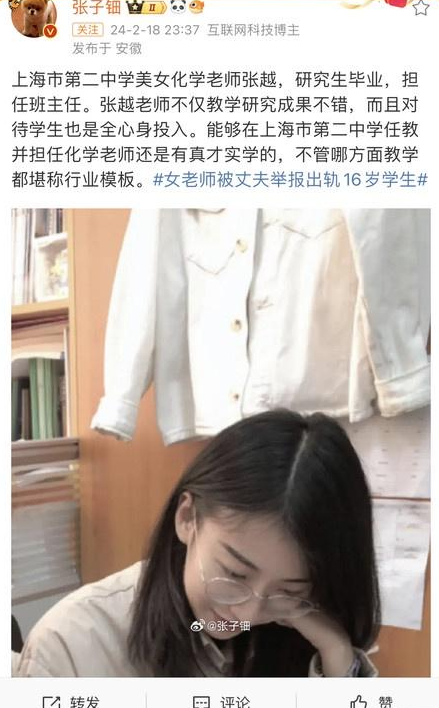 张子钿
关注 24-2-18 23:37 互联网科技博主
发布于 安徽
上海市第二中学美女化学老师张越，研究生毕业，担
任班主任。张越老师不仅教学研究成果不错，而且对
待学生也是全心身投入。能够在上海市第二中学任教
并担任化学老师还是有真才实学的，不管哪方面教学
都堪称行业模板。#女老师被丈夫举报出轨16岁学生#
@张子钿
转发 评论 赞